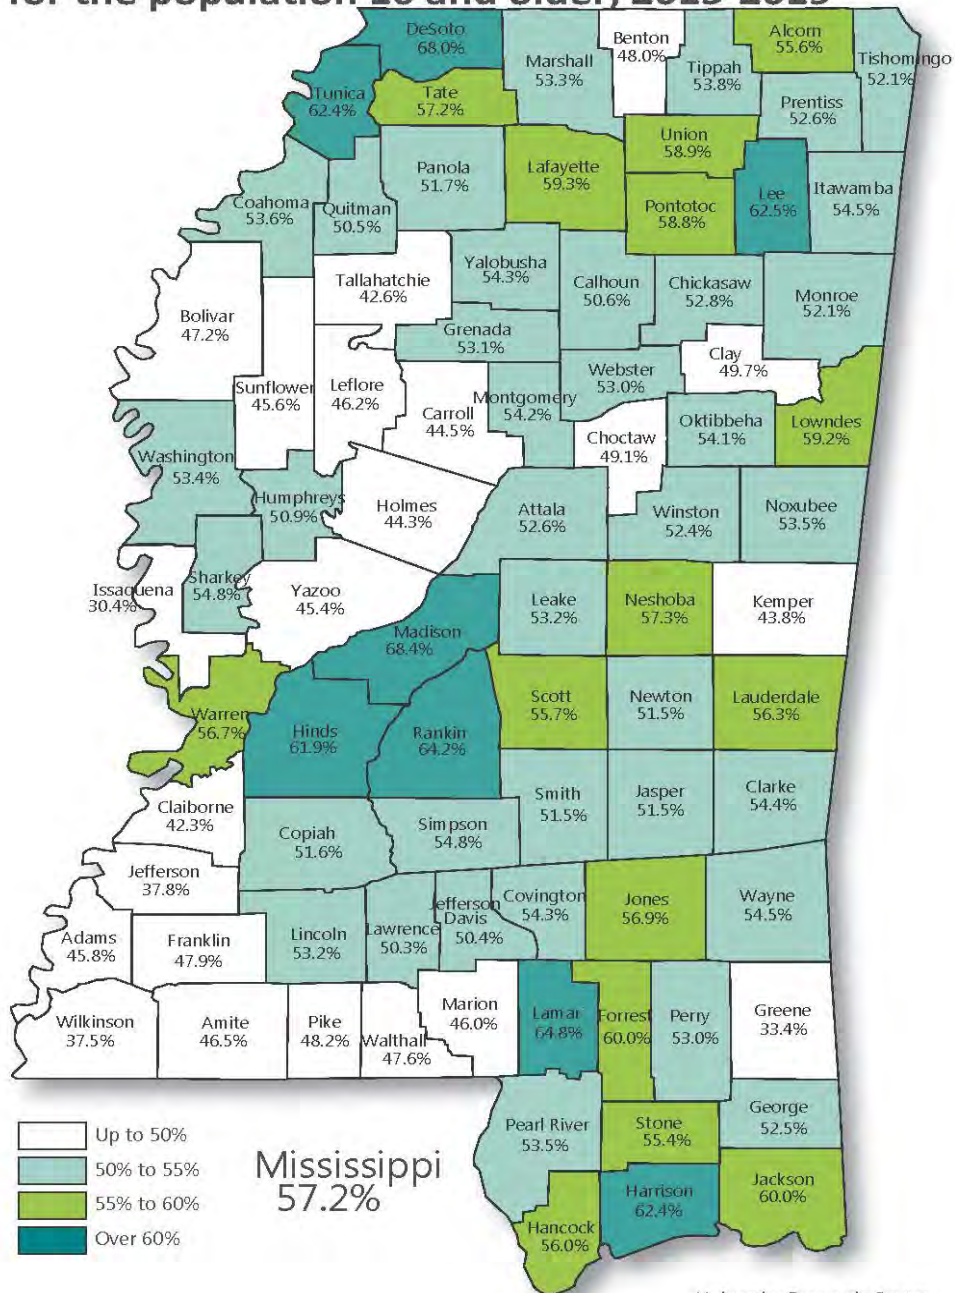 for the population 16 and older, 2015-2019
DeSoto
68.0%
Marshall
53.3%
Benton
48.0%
Tippah
53.8%
Alcorn
55.6%
Tishomingo
52.1%
Prentiss
52.6%
Tunica
62.4%
Tate
57.2%
Union
58.9%
Panola
51.7%
Lafayette
59.3%
Pontotoc
58.8%
Lee
62.5%
Itawamba
54.5%
Coahoma
53.6%
Quitman
50.5%
Tallahatchie
42.6%
Yalobusha
54.3%
Calhoun
50.6%
Chickasaw
52.8%
Monroe
52.1%
Bolivar
47.2%
Grenada
53.1%
Clay
49.7%
Sunflower
45.6%
Leflore
46.2%
Carroll
44.5%
Montgomery
54.2%
Webster
53.0%
Choctaw
49.1%
Oktibbeha
54.1%
Lowndes
59.2%
Washington
53.4%
Humphreys
50.9%
Holmes
44.3%
Attala
52.6%
Winston
52.4%
Noxubee
53.5%
Issaquena
30.4%
Sharkey
54.8%
Yazoo
45.4%
Madison
68.4%
Leake
53.2%
Neshoba
57.3%
Kemper
43.8%
Warren
56.7%
Hinds
61.9%
Rankin
64.2%
Scott
55.7%
Newton
51.5%
Lauderdale
56.3%
Claiborne
42.3%
Copiah
51.6%
Simpson
54.8%
Smith
51.5%
Jasper
51.5%
Clarke
54.4%
Jefferson
37.8%
Adams
45.8%
Franklin
47.9%
Lincoln
53.2%
Lawrence
50.3%
Jefferson
Davis
50.4%
Covington
54.3%
Jones
56.9%
Wayne
54.5%
Wilkinson
37.5%
Amite
46.5%
Pike
48.2%
Walthall
47.6%
Marion
46.0%
Lamar
64.8%
Forrest
60.0%
Perry
53.0%
Greene
33.4%
Pearl River
53.5%
Stone
55.4%
George
52.5%
Hancock
56.0%
Harrison
62.4%
Jackson
60.0%
Up to 50%
50% to 55%
55% to 60%
Over 60%
Mississippi
57.2%